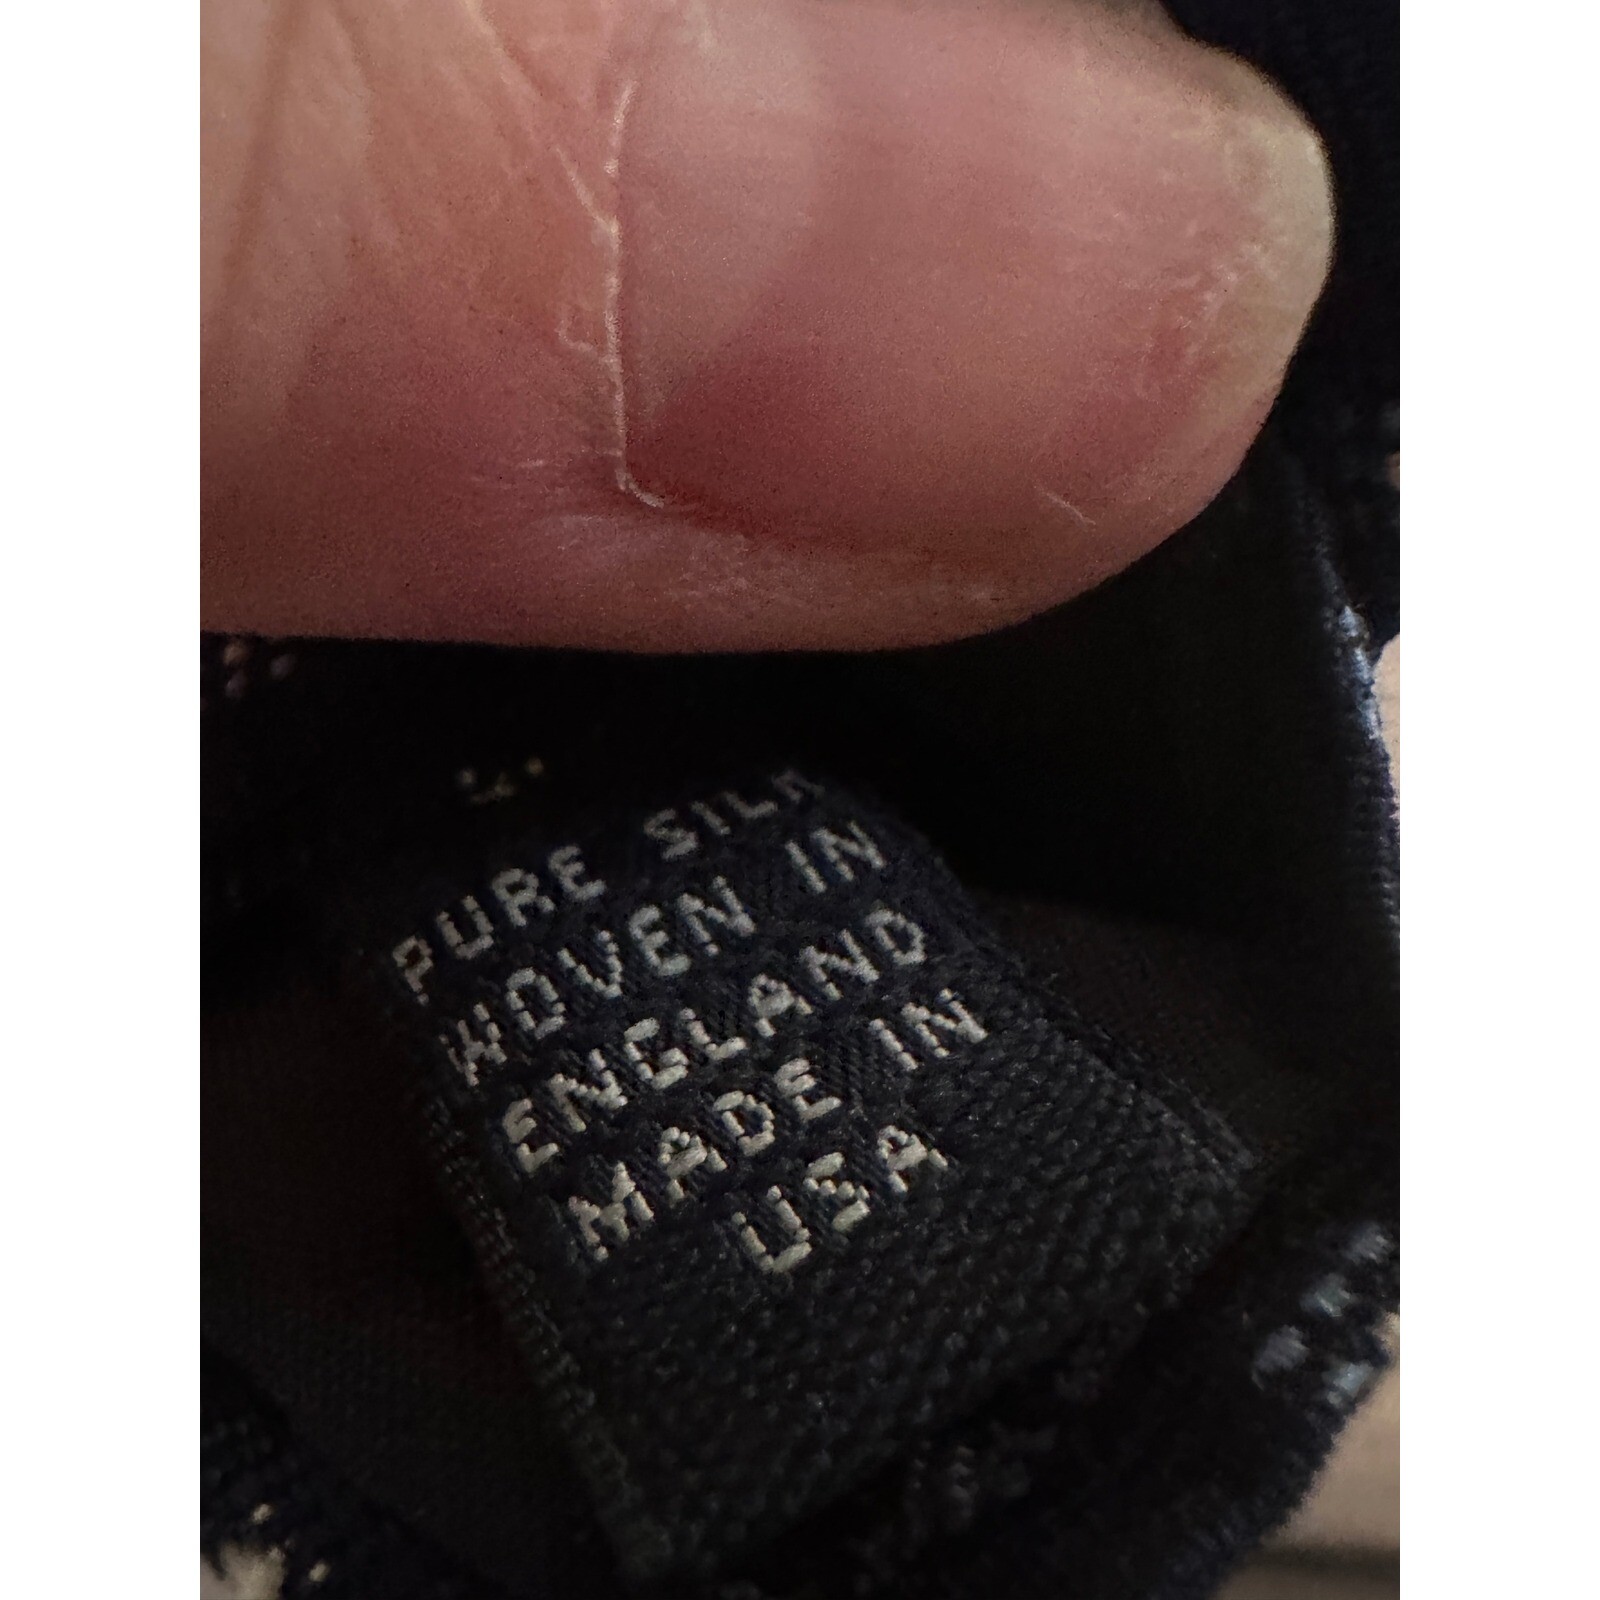 PURE SILK
WOVEN IN
ENGLAND
MADE IN
USA